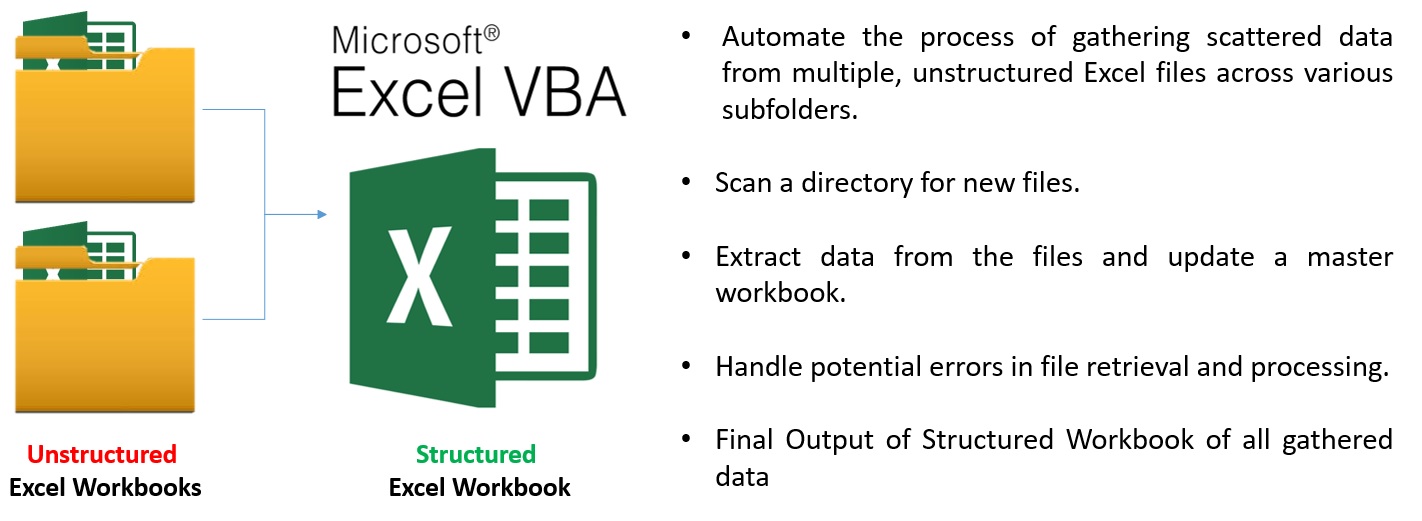 Microsoft®
Excel VBA
X
Unstructured
Excel Workbooks
Structured
Excel Workbook
• Automate the process of gathering scattered data
from multiple, unstructured Excel files across various
subfolders.
• Scan a directory for new files.
• Extract data from the files and update a master
workbook.
• Handle potential errors in file retrieval and processing.
• Final Output of Structured Workbook of all gathered
data